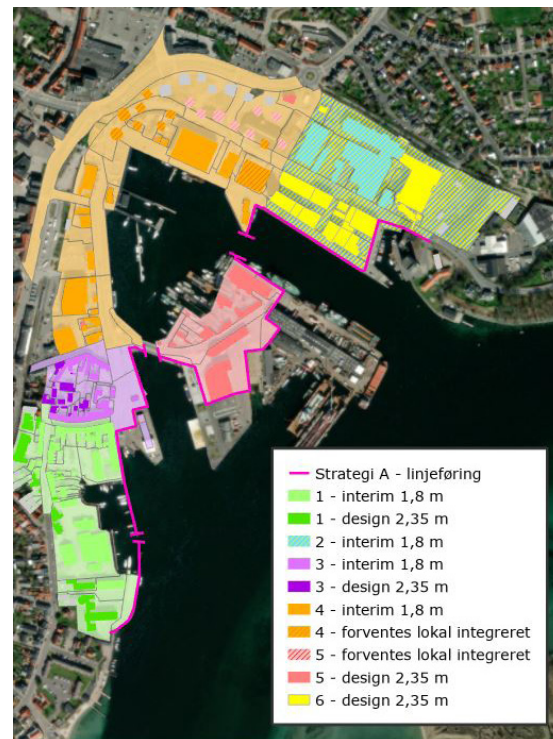 Strategi A - linjeføring
1 - interim 1,8 m
1 - design 2,35 m
2 - interim 1,8 m
3 - interim 1,8 m
3 - design 2,35 m
4 - interim 1,8 m
4 - forventes lokal integreret
5 - forventes lokal integreret
5 - design 2,35 m
6 - design 2,35 m